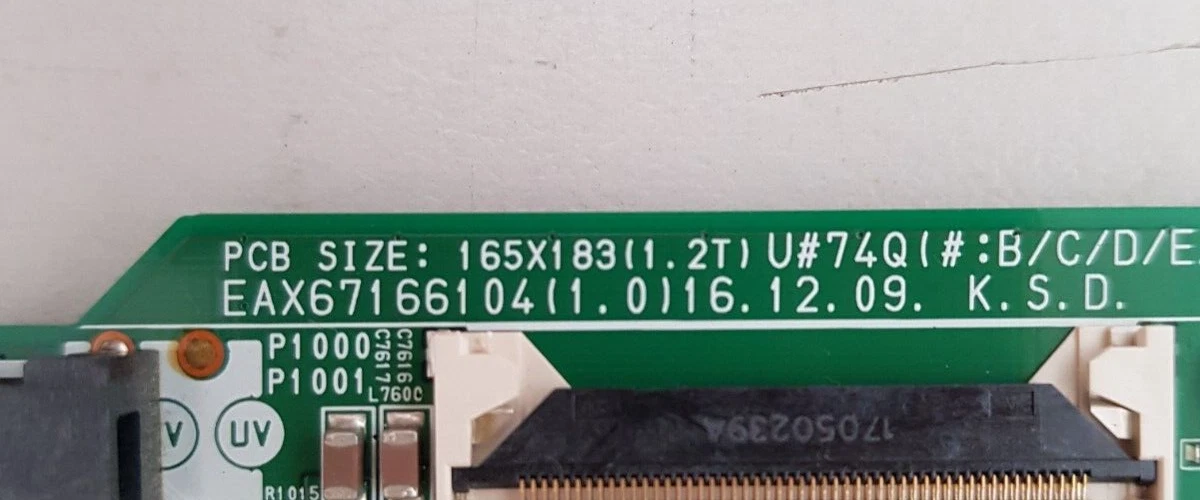 PCB SIZE: 165X183(1.2T) U#74Q(#:B/C/D/E
EAX67166104(1.0)16.12.09. K.S.D.
P1000
P1001
C7616
C7617
L760C
V
UV
R1015
17050239A